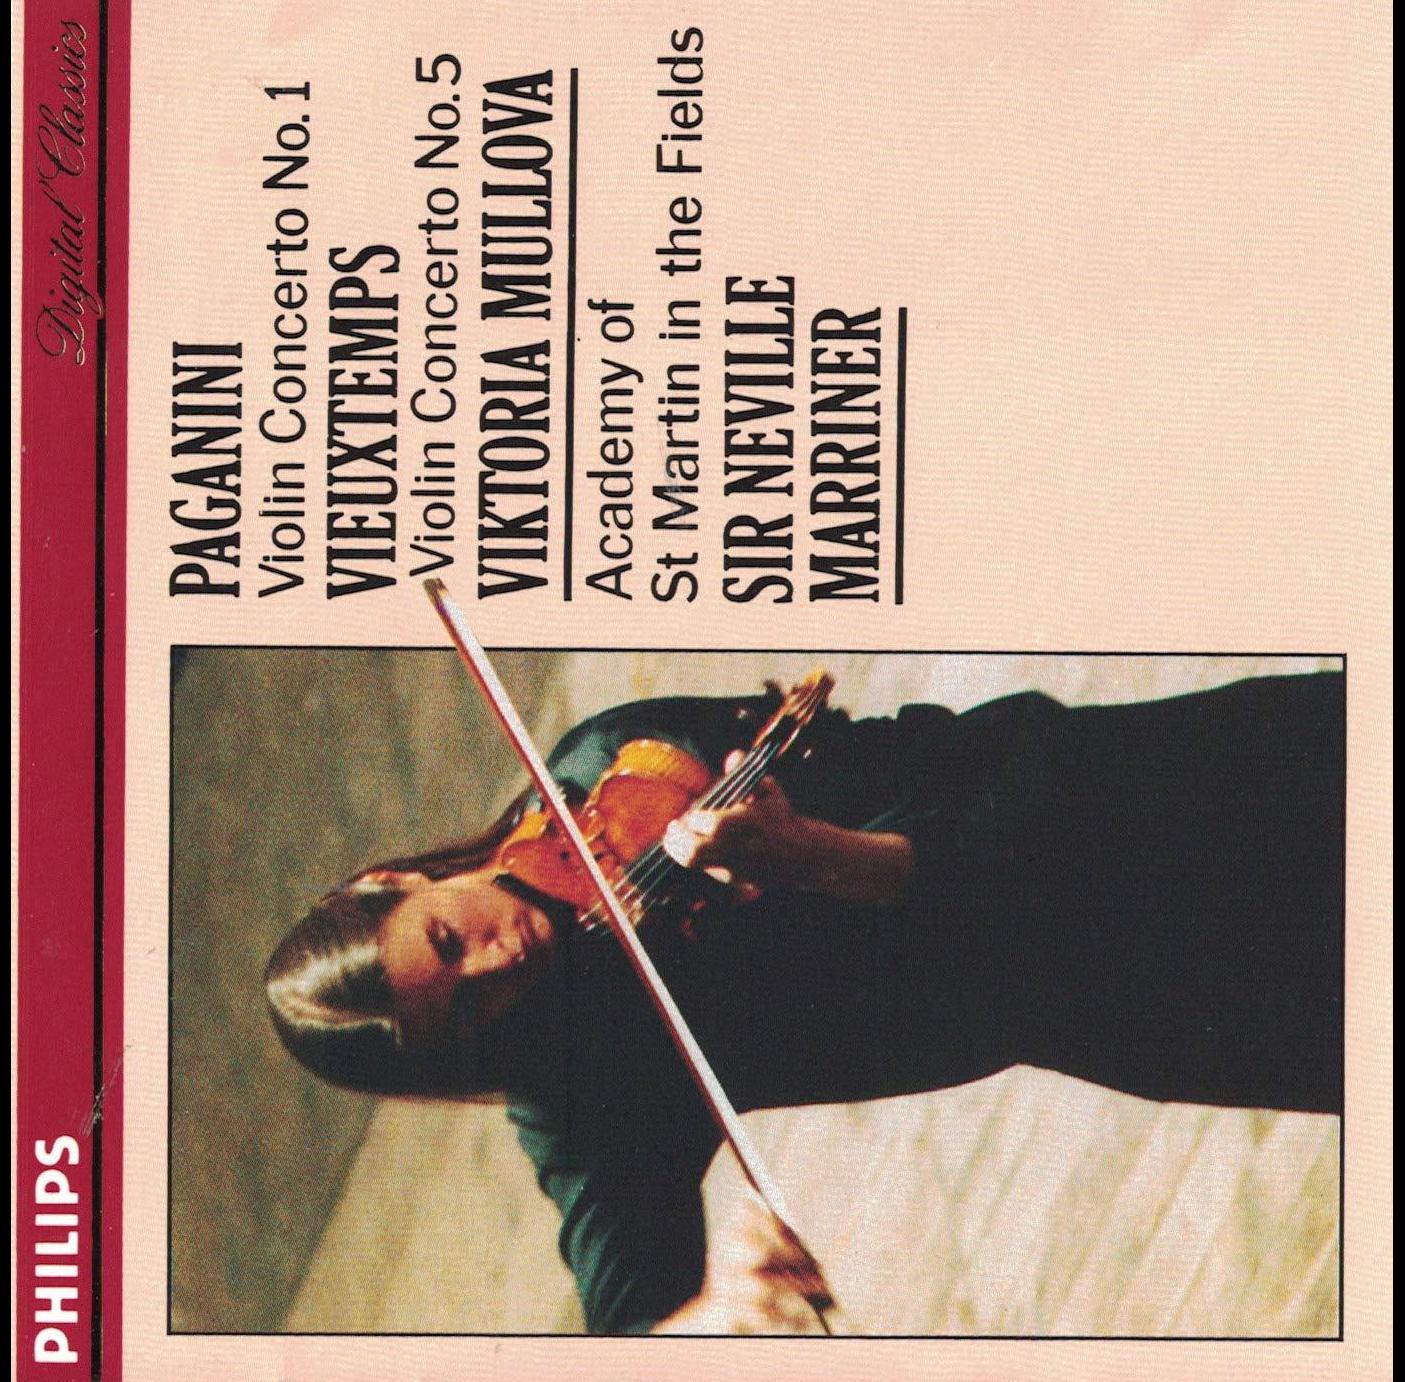 PHILIPS
Digital Classics
PAGANINI
Violin Concerto No. 1
VIEUXTEMPS
Violin Concerto No. 5
VIKTORIA MULLOVA
Academy of
St Martin in the Fields
SIR NEVILLE
MARRINER